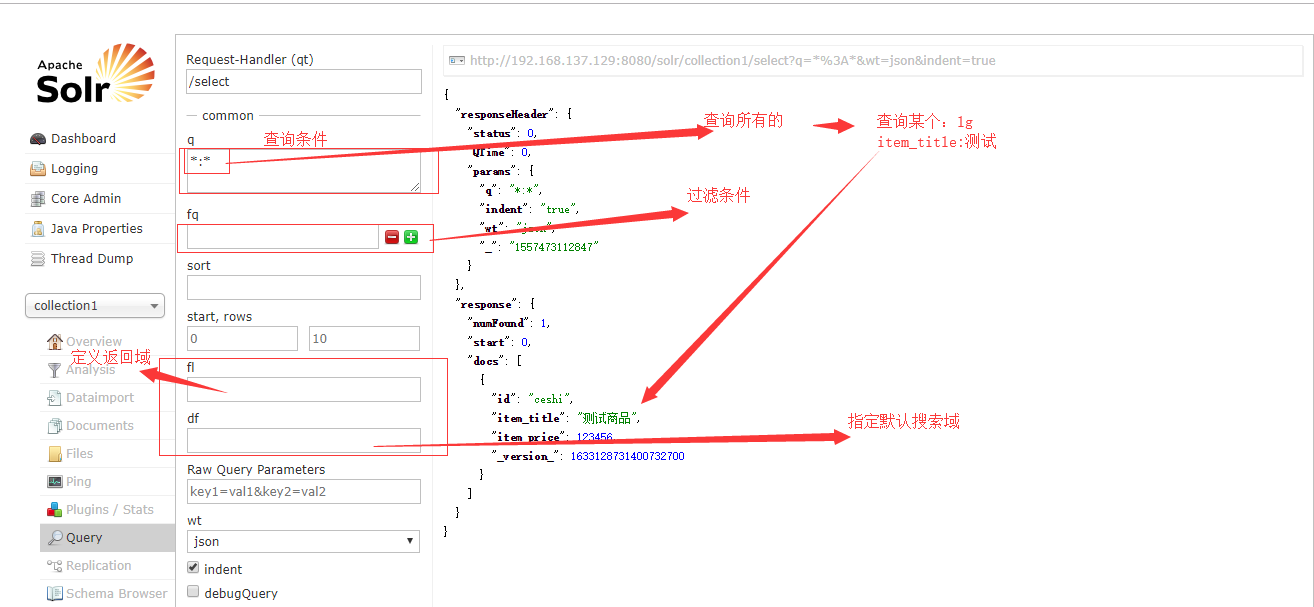 Apache
Solr
Dashboard
Logging
Core Admin
Java Properties
Thread Dump
collection1
Overview
定义返回域
Analysis
Dataimport
Documents
Files
Ping
Plugins / Stats
Query
Replication
Schema Browser
Request-Handler (qt)
/select
common
q
查询条件
*:*
fq
sort
start, rows
0
10
fl
df
Raw Query Parameters
key1=val1&key2=val2
wt
json
indent
debugQuery
http://192.168.137.129:8080/solr/collection1/select?q=*%3A*&wt=json&indent=true
{
"responseHeader": {
"status": 0,
"QTime": 0,
"params": {
"q": "*:*",
"indent": "true",
"wt": "json",
"_": "1557473112847"
}
},
"response": {
"numFound": 1,
"start": 0,
"docs": [
{
"id": "ceshi",
"item_title": "测试商品",
"item_price": 123456,
"_version_": 1633128731400732700
}
]
}
}
查询所有的
查询某个：lg
item_title:测试
过滤条件
指定默认搜索域